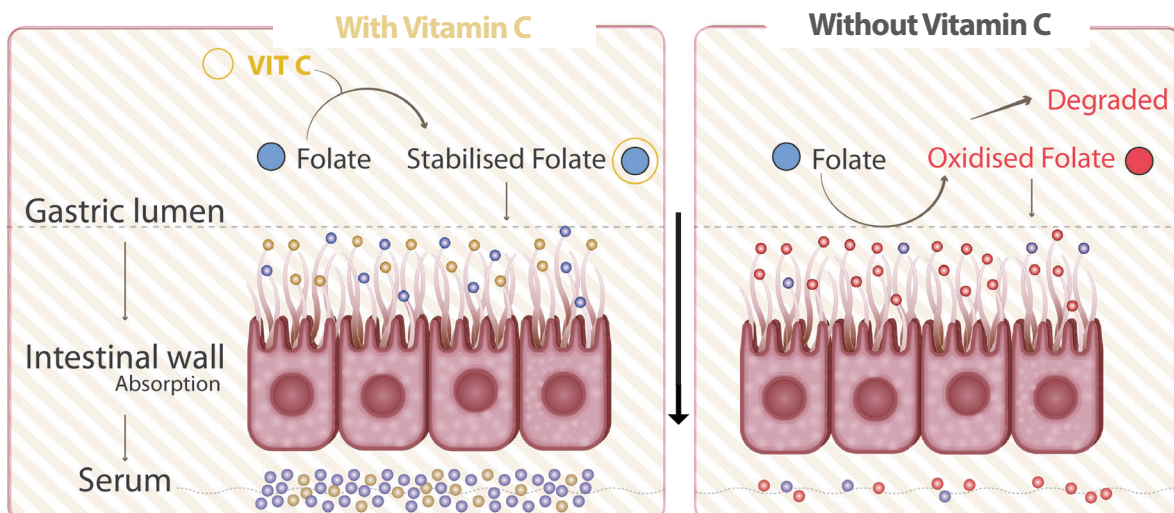 With Vitamin C
VIT C
Folate
Stabilised Folate
Gastric lumen
Intestinal wall
Absorption
Serum
Without Vitamin C
Degraded
Folate
Oxidised Folate